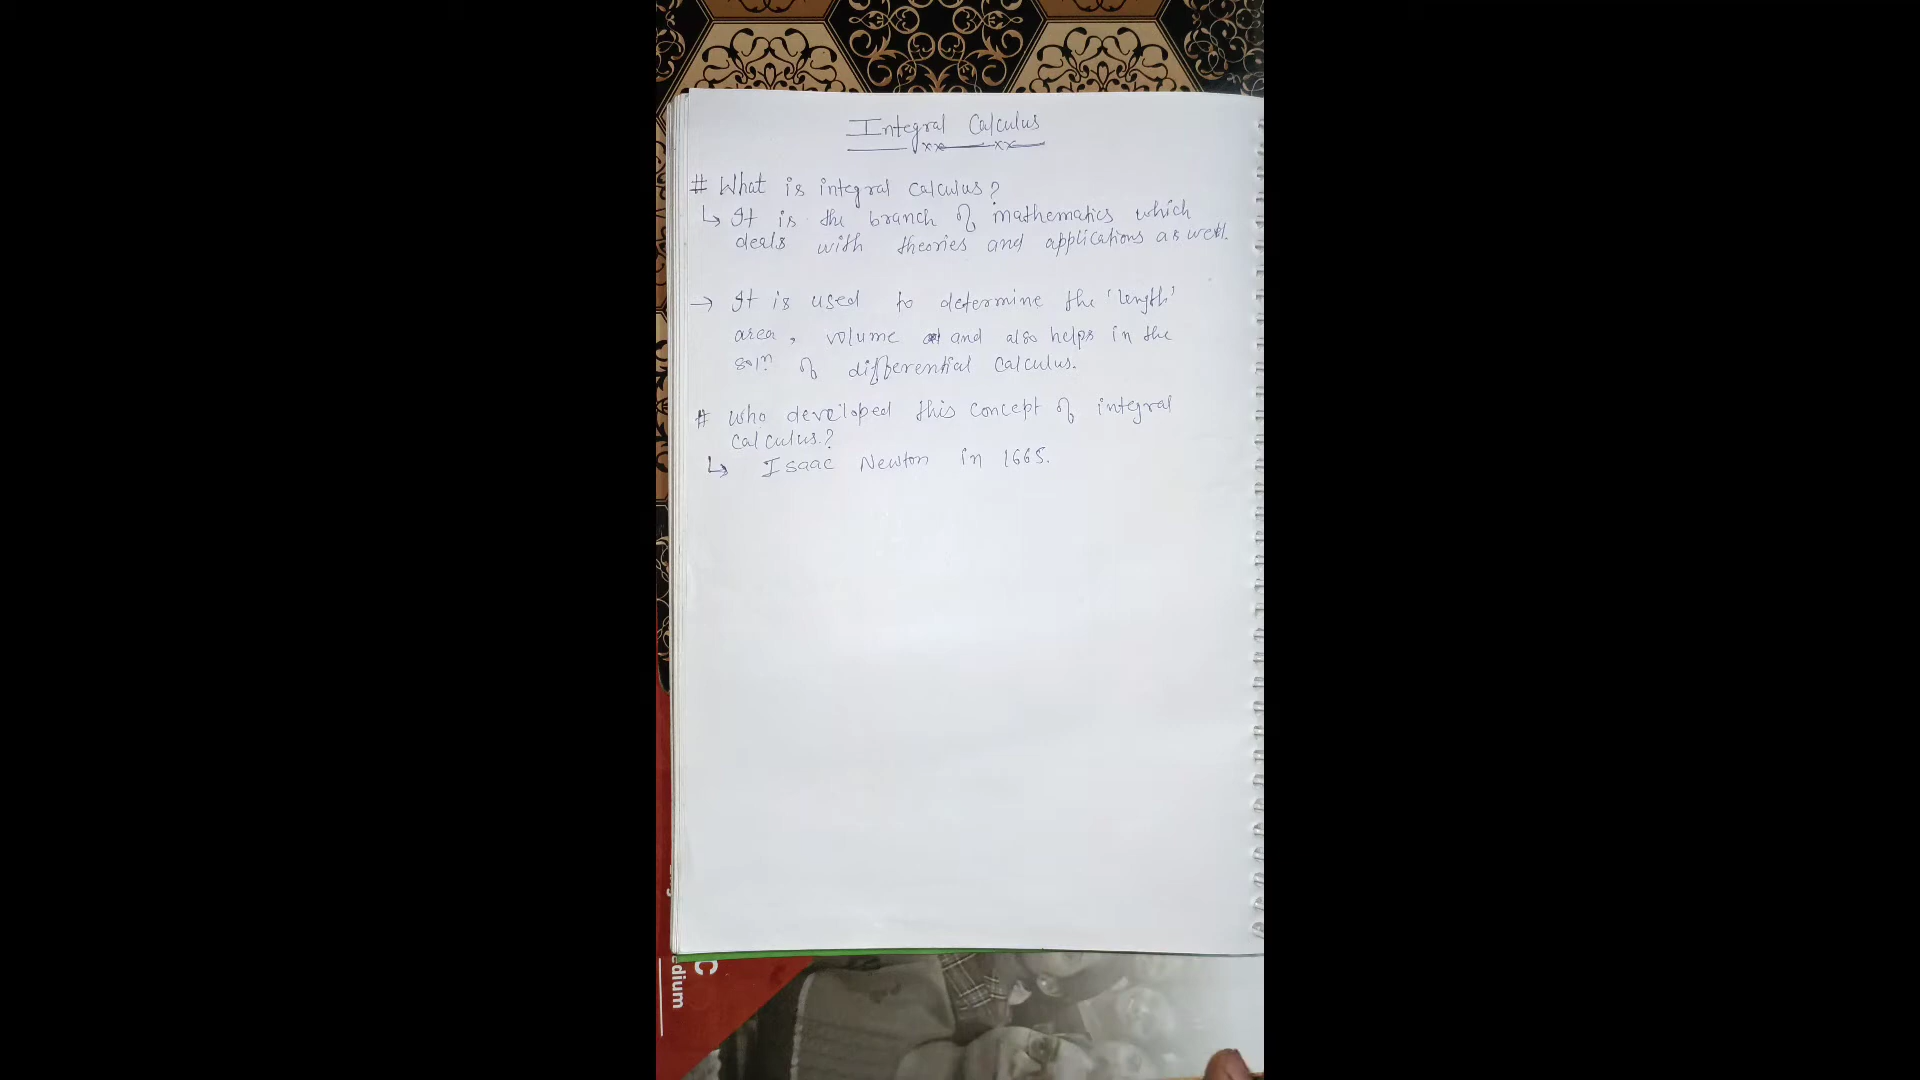 Integral Calculus
# What is integral calculus?
↳ It is the branch of mathematics which
deals with theories and applications as well.
→ It is used to determine the 'length'
area, volume and also helps in the
solⁿ of differential calculus.
# who developed this concept of integral
calculus.?
↳ Isaac Newton in 1665.
C
edium